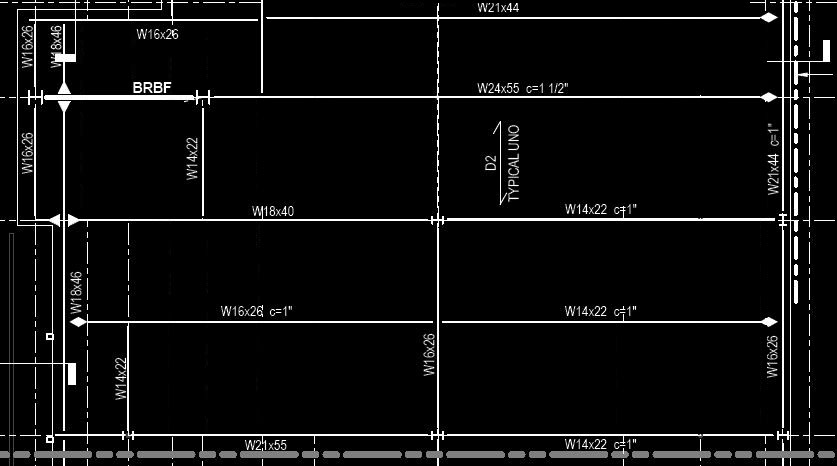 W21x44
W16x26
W16x26
W18x46
BRBF
W24x55 c=1 1/2"
W16x26
W14x22
D2
TYPICAL UNO
W21x44 c=1"
W18x40
W14x22 c=1"
W18x46
W16x26 c=1"
W14x22 c=1"
W14x22
W16x26
W16x26
W21x55
W14x22 c=1"